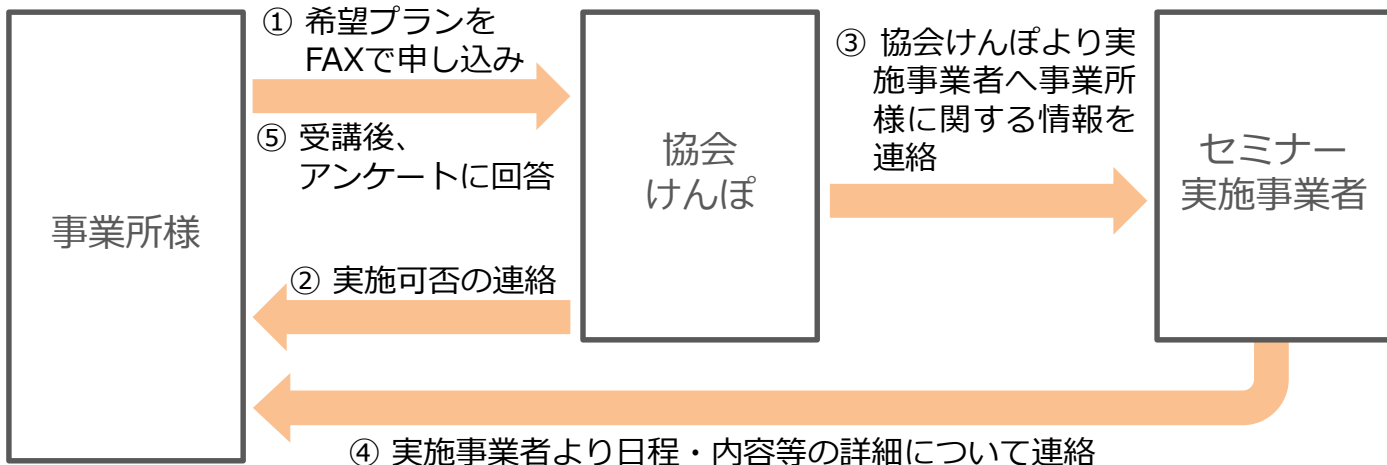 ① 希望プランを
FAXで申し込み
⑤ 受講後、
アンケートに回答
③ 協会けんぽより実
施事業者へ事業所
様に関する情報を
連絡
事業所様
協会
けんぽ
セミナー
実施事業者
② 実施可否の連絡
④ 実施事業者より日程・内容等の詳細について連絡